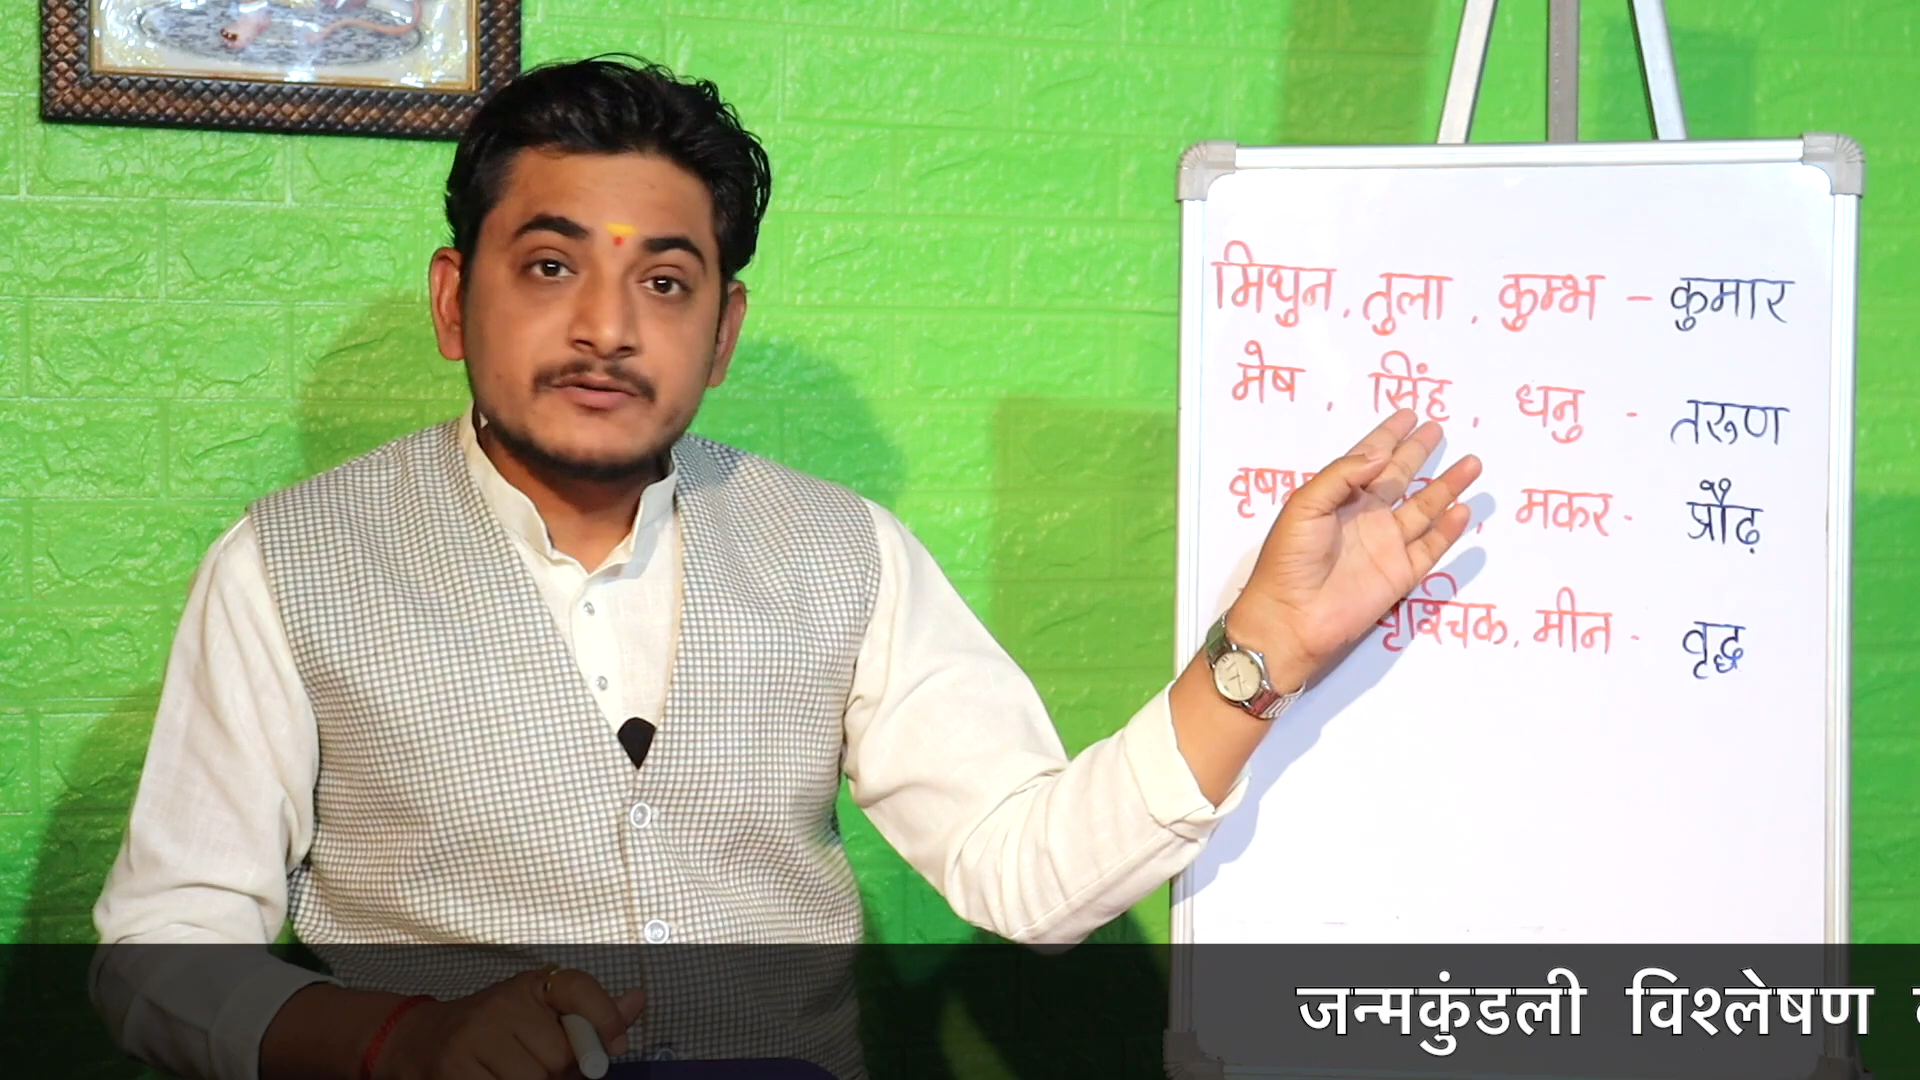 मिथुन, तुला, कुम्भ - कुमार
मेष, सिंह, धनु - तरूण
मकर - प्रौढ़
वृश्चिक, मीन - वृद्ध
जन्मकुंडली विश्लेषण